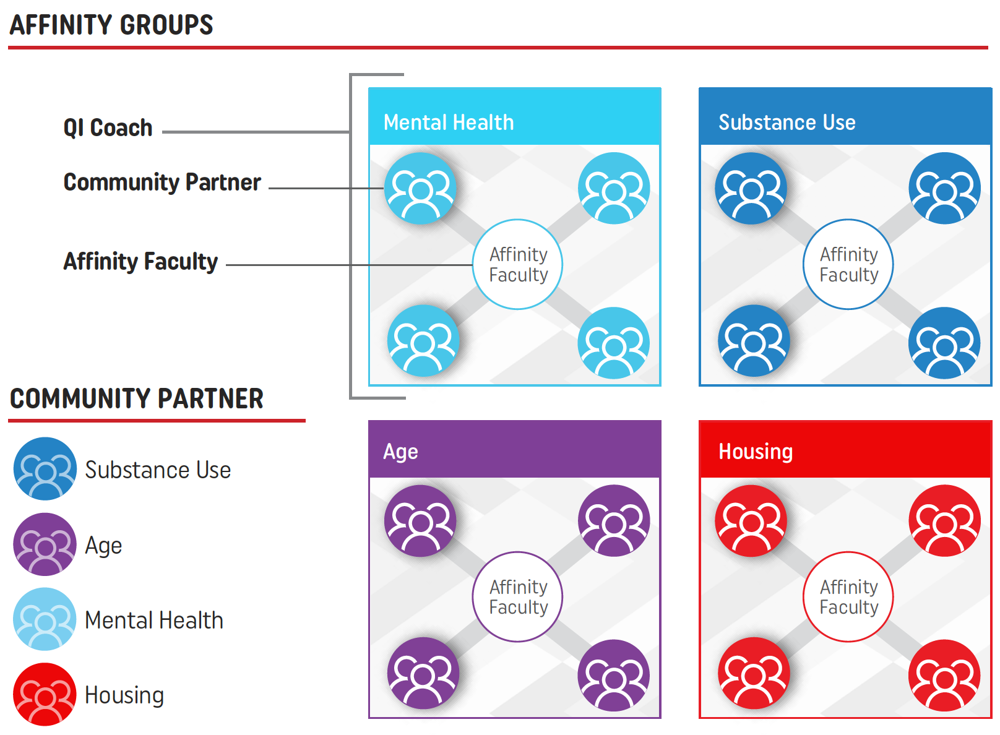 AFFINITY GROUPS
QI Coach
Community Partner
Affinity Faculty
Mental Health
Affinity
Faculty
Substance Use
Affinity
Faculty
COMMUNITY PARTNER
Substance Use
Age
Mental Health
Housing
Age
Affinity
Faculty
Housing
Affinity
Faculty